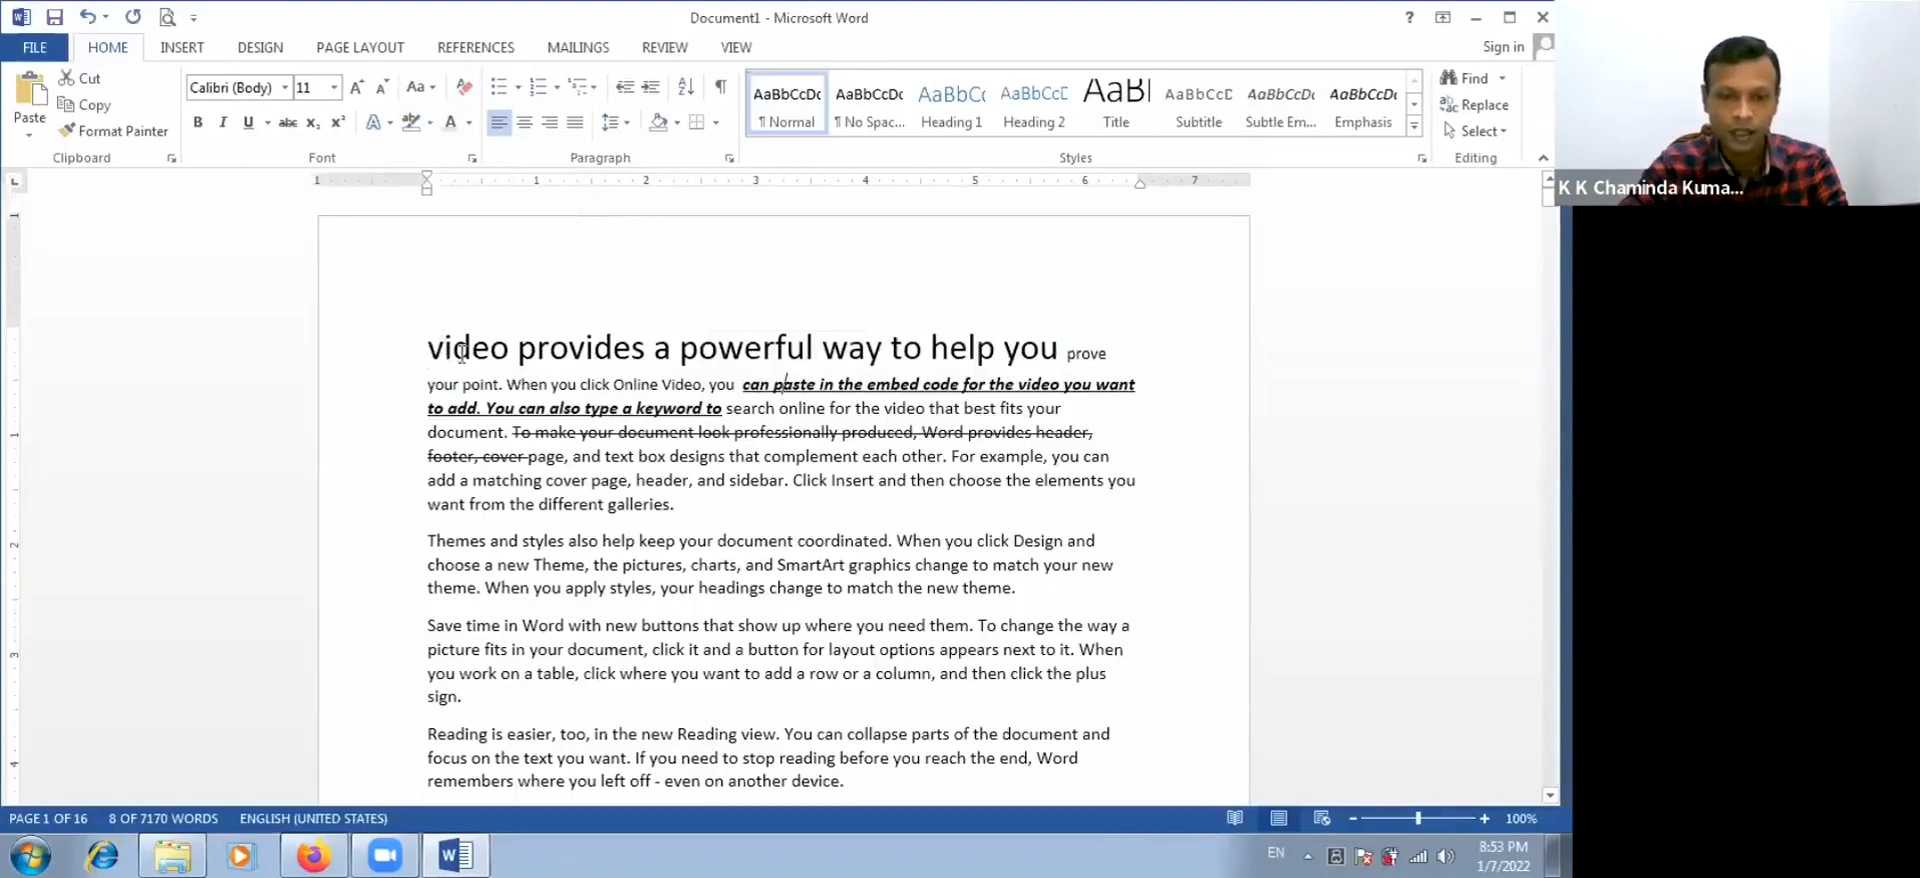 Document1 - Microsoft Word
Sign in
FILE HOME INSERT DESIGN PAGE LAYOUT REFERENCES MAILINGS REVIEW VIEW
Paste
Cut
Copy
Format Painter
Clipboard
Calibri (Body) 11
Font
Paragraph
AaBbCcDc AaBbCcDc AaBbCc AaBbCcD AaBl AaBbCcD AaBbCcDc AaBbCcDc
¶ Normal ¶ No Spac... Heading 1 Heading 2 Title Subtitle Subtle Em... Emphasis
Styles
Find
Replace
Select
Editing
1 1 2 3 4 5 6 7
K K Chaminda Kuma...
video provides a powerful way to help you prove
your point. When you click Online Video, you can paste in the embed code for the video you want
to add. You can also type a keyword to search online for the video that best fits your
document. To make your document look professionally produced, Word provides header,
footer, cover page, and text box designs that complement each other. For example, you can
add a matching cover page, header, and sidebar. Click Insert and then choose the elements you
want from the different galleries.
Themes and styles also help keep your document coordinated. When you click Design and
choose a new Theme, the pictures, charts, and SmartArt graphics change to match your new
theme. When you apply styles, your headings change to match the new theme.
Save time in Word with new buttons that show up where you need them. To change the way a
picture fits in your document, click it and a button for layout options appears next to it. When
you work on a table, click where you want to add a row or a column, and then click the plus
sign.
Reading is easier, too, in the new Reading view. You can collapse parts of the document and
focus on the text you want. If you need to stop reading before you reach the end, Word
remembers where you left off - even on another device.
PAGE 1 OF 16 8 OF 7170 WORDS ENGLISH (UNITED STATES) 100%
EN
8:53 PM
1/7/2022